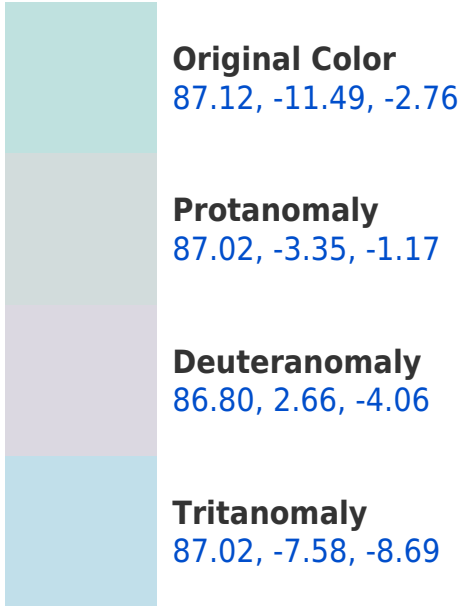 Original Color
87.12, -11.49, -2.76
Protanomaly
87.02, -3.35, -1.17
Deuteranomaly
86.80, 2.66, -4.06
Tritanomaly
87.02, -7.58, -8.69